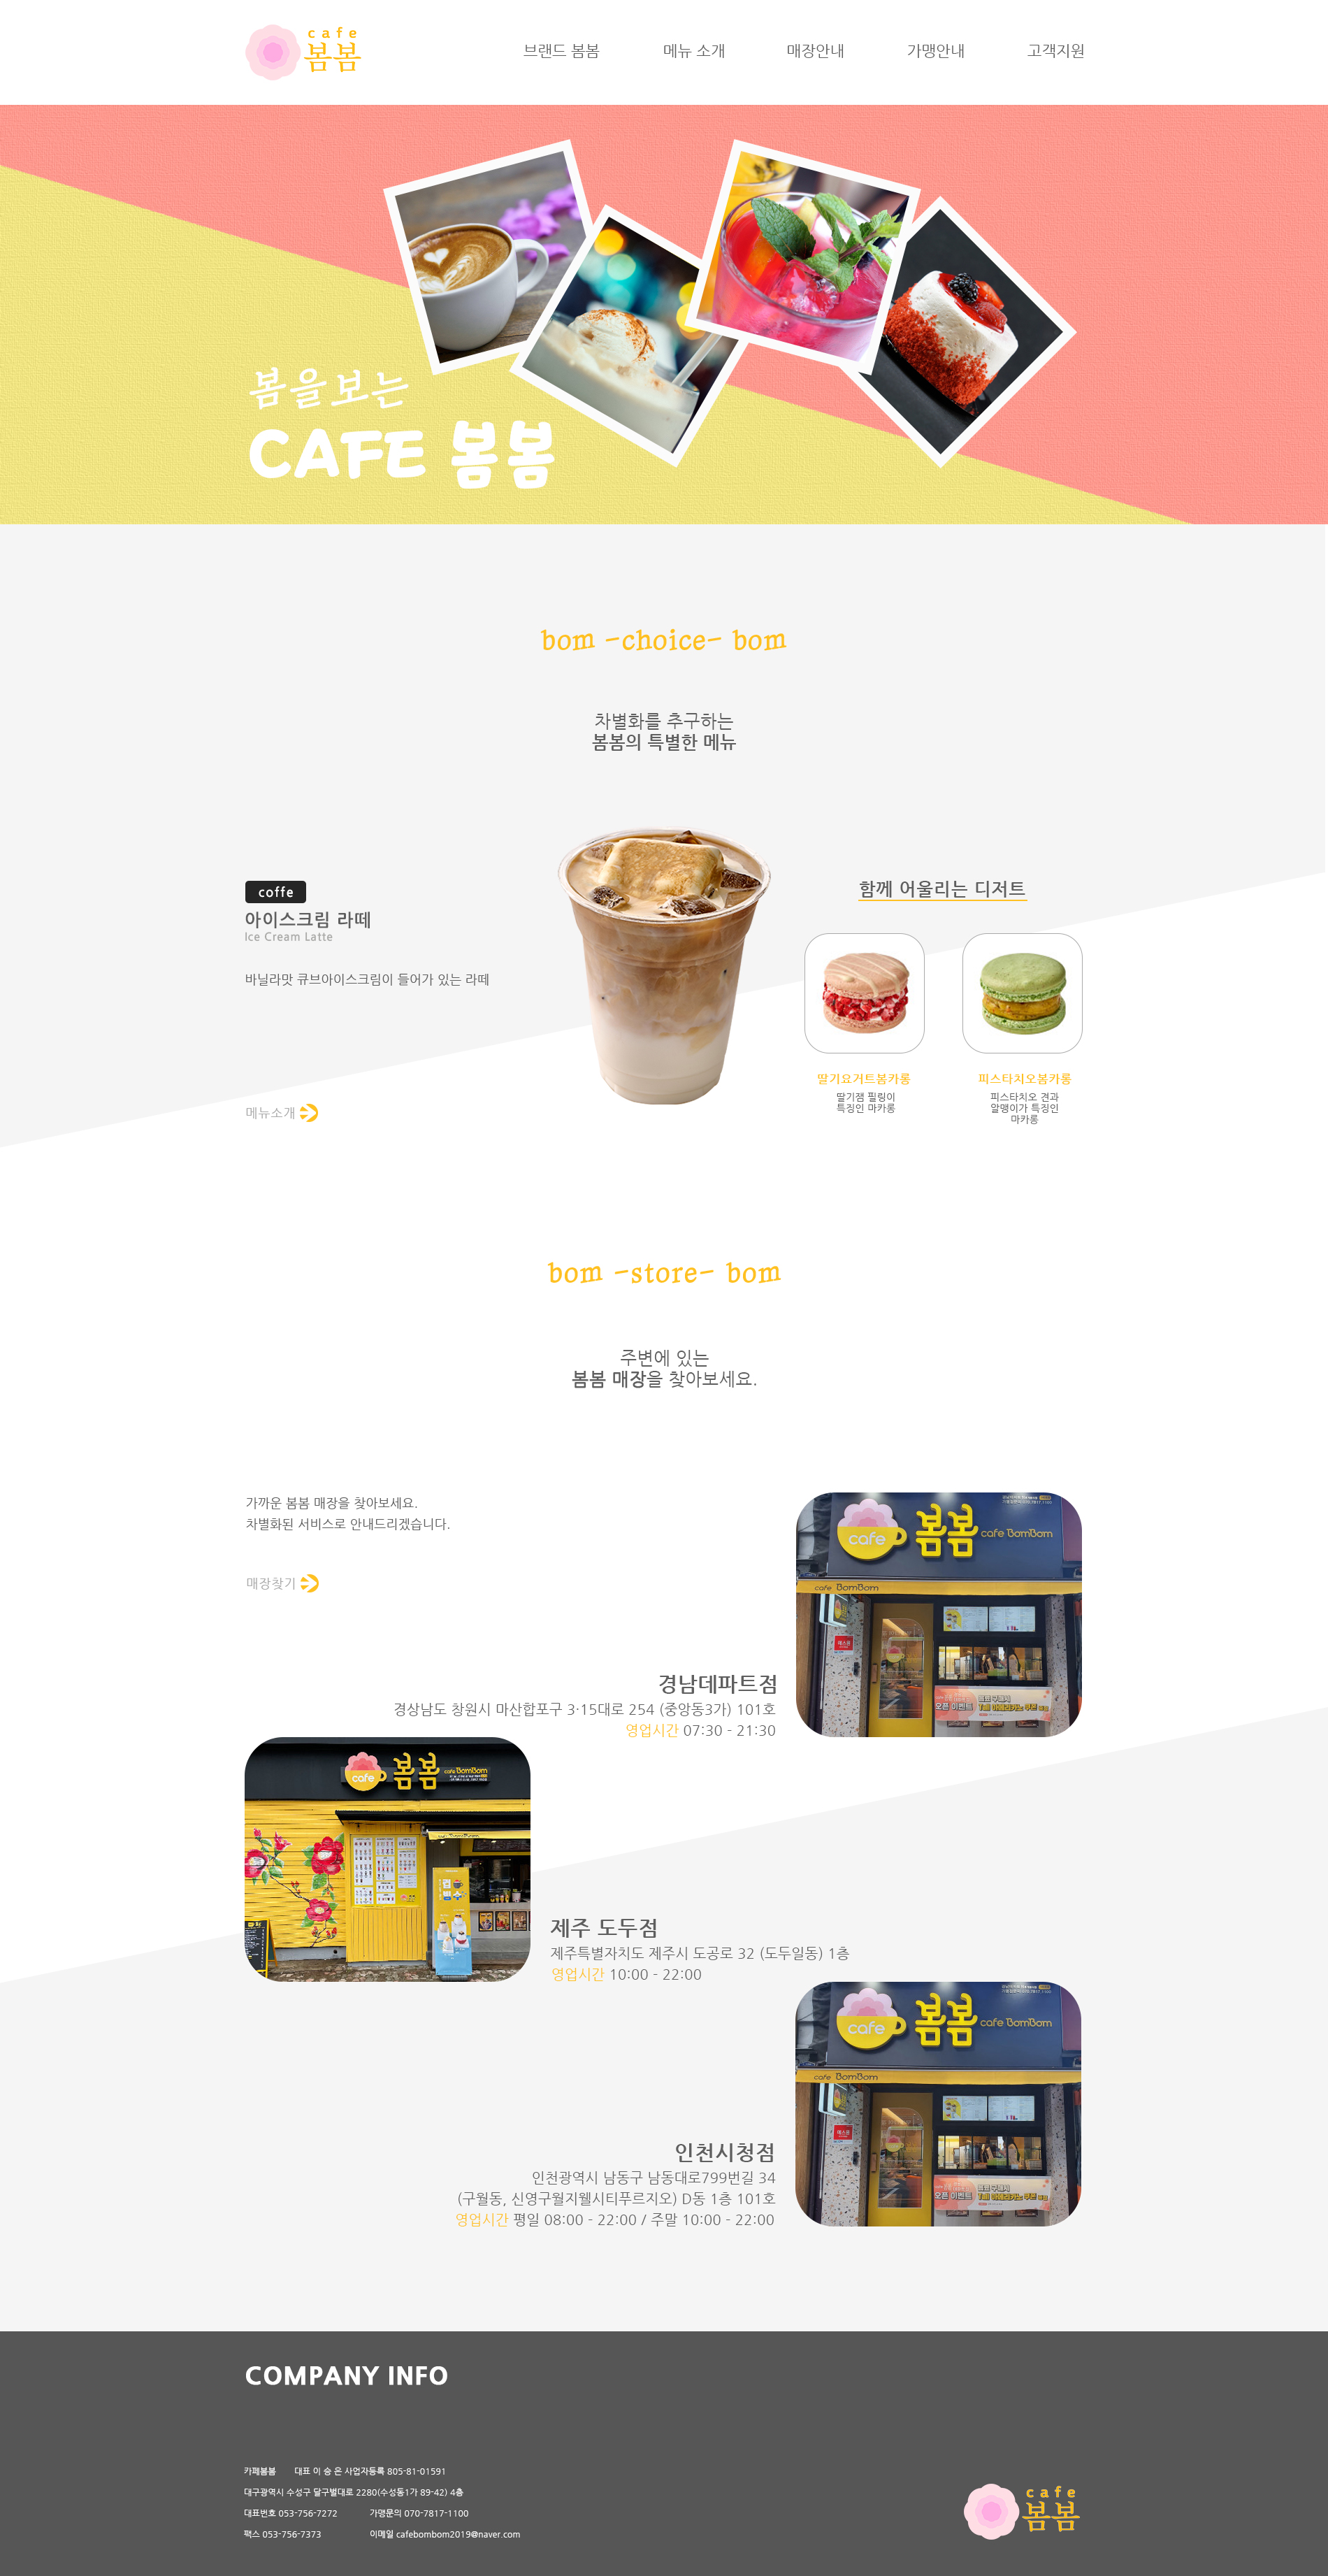 cafe
봄봄
브랜드 봄봄
메뉴 소개
매장안내
가맹안내
고객지원
봄을보는
CAFE 봄봄
bom -choice- bom
차별화를 추구하는
봄봄의 특별한 메뉴
coffe
아이스크림 라떼
Ice Cream Latte
바닐라맛 큐브아이스크림이 들어가 있는 라떼
메뉴소개
함께 어울리는 디저트
딸기요거트봄카롱
딸기잼 필링이
특징인 마카롱
피스타치오봄카롱
피스타치오 견과
알맹이가 특징인
마카롱
bom -store- bom
주변에 있는
봄봄 매장을 찾아보세요.
가까운 봄봄 매장을 찾아보세요.
차별화된 서비스로 안내드리겠습니다.
매장찾기
cafe 봄봄 cafe BomBom
cafe BomBom
경남데파트점
경상남도 창원시 마산합포구 3·15대로 254 (중앙동3가) 101호
영업시간 07:30 - 21:30
cafe 봄봄 cafe BomBom
제주 도두점
제주특별자치도 제주시 도공로 32 (도두일동) 1층
영업시간 10:00 - 22:00
cafe 봄봄 cafe BomBom
cafe BomBom
인천시청점
인천광역시 남동구 남동대로799번길 34
(구월동, 신영구월지웰시티푸르지오) D동 1층 101호
영업시간 평일 08:00 - 22:00 / 주말 10:00 - 22:00
COMPANY INFO
카페봄봄 대표 이 승 은 사업자등록 805-81-01591
대구광역시 수성구 달구벌대로 2280(수성동1가 89-42) 4층
대표번호 053-756-7272 가맹문의 070-7817-1100
팩스 053-756-7373 이메일 cafebombom2019@naver.com
cafe
봄봄